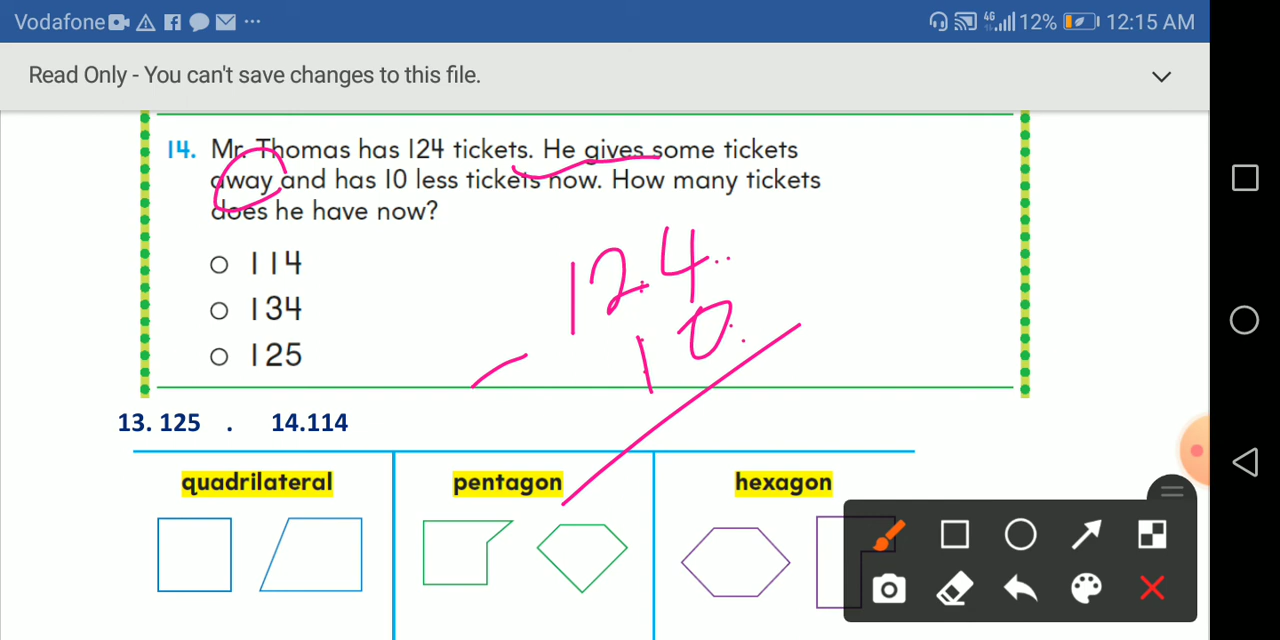 Vodafone 4G 12% 12:15 AM
Read Only - You can't save changes to this file.
14. Mr. Thomas has 124 tickets. He gives some tickets
away and has 10 less tickets now. How many tickets
does he have now?
114
134
125
124
- 10
13. 125 . 14.114
quadrilateral pentagon hexagon